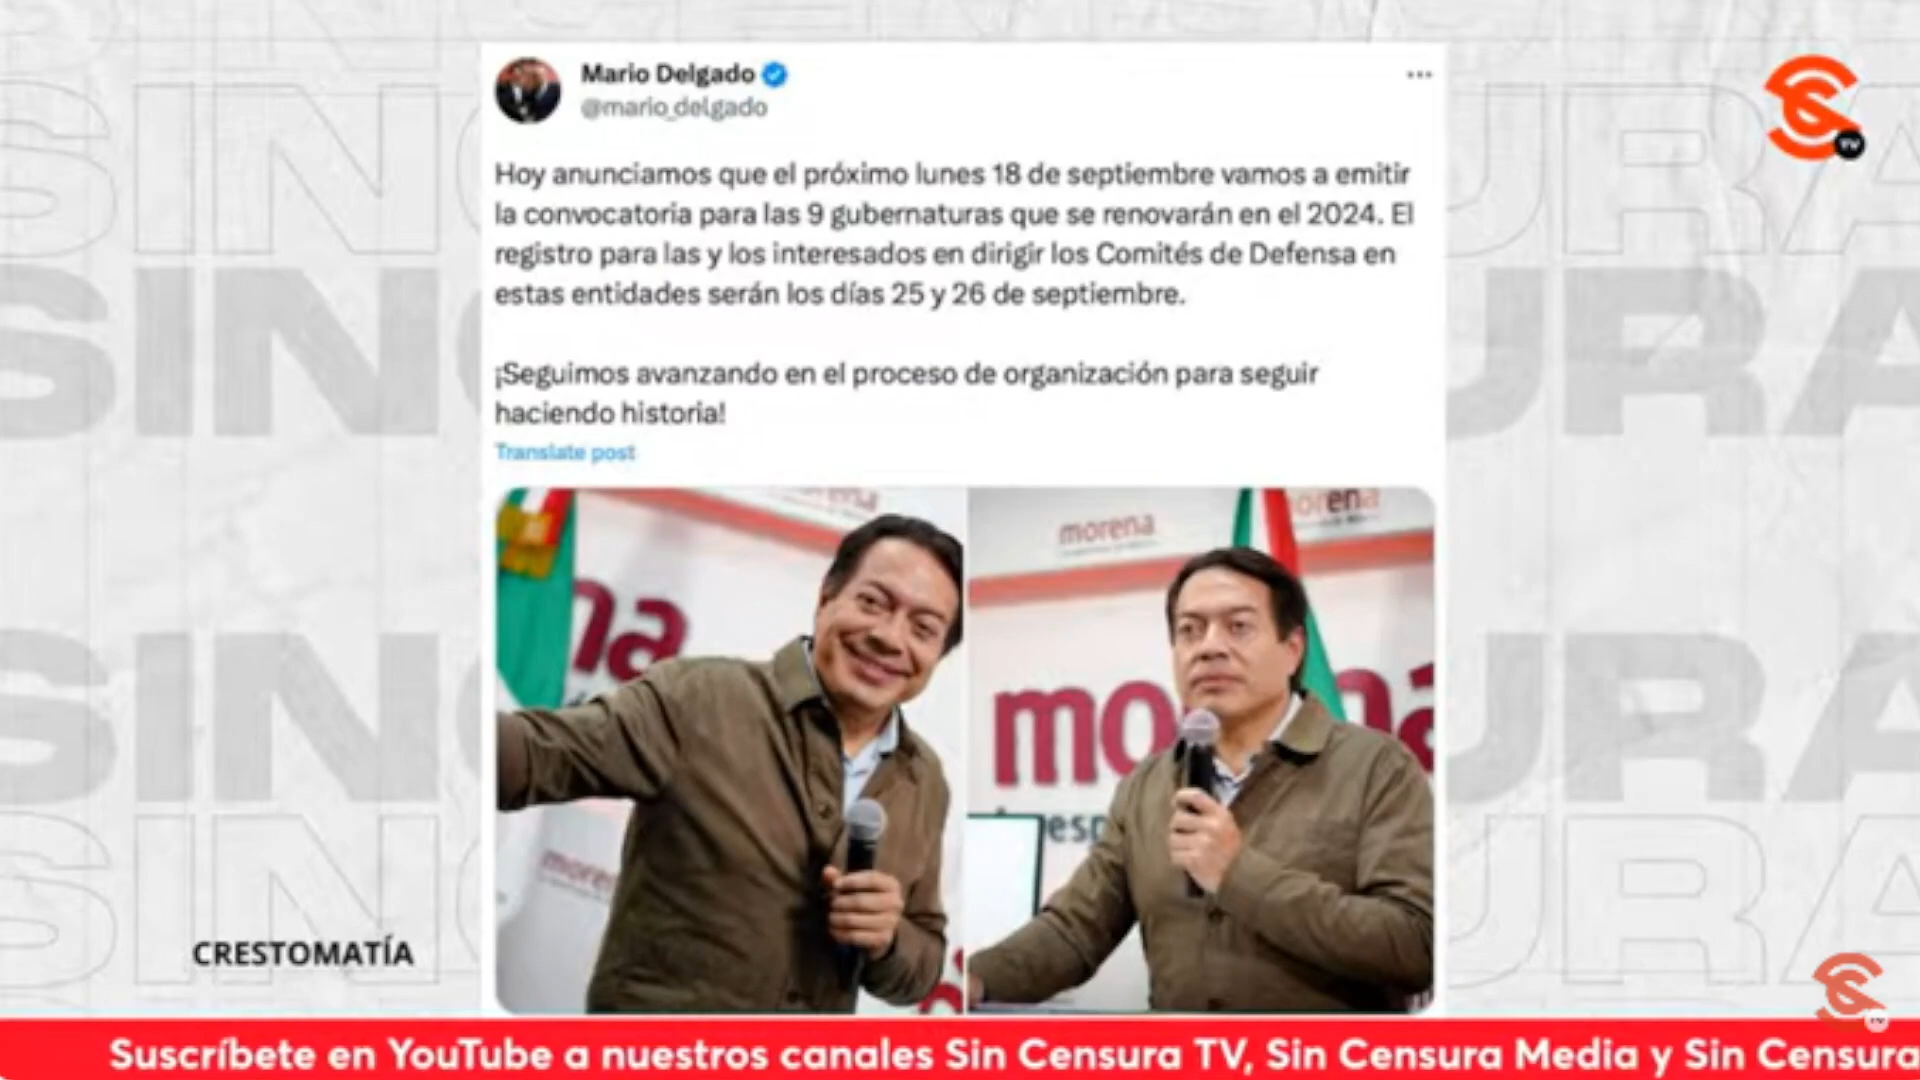 Mario Delgado
@mario_delgado
Hoy anunciamos que el próximo lunes 18 de septiembre vamos a emitir
la convocatoria para las 9 gubernaturas que se renovarán en el 2024. El
registro para las y los interesados en dirigir los Comités de Defensa en
estas entidades serán los días 25 y 26 de septiembre.
¡Seguimos avanzando en el proceso de organización para seguir
haciendo historia!
Translate post
morena
morena
CRESTOMATÍA
TV
Suscríbete en YouTube a nuestros canales Sin Censura TV, Sin Censura Media y Sin Censura